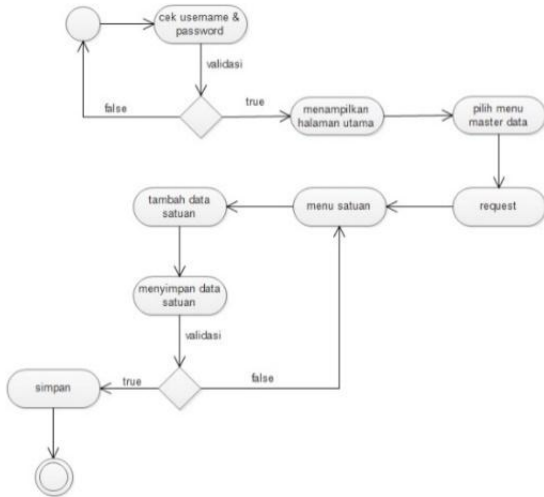 cek username &
password
validasi
false
true
menampilkan
halaman utama
pilih menu
master data
tambah data
satuan
menu satuan
request
menyimpan data
satuan
validasi
simpan
true
false